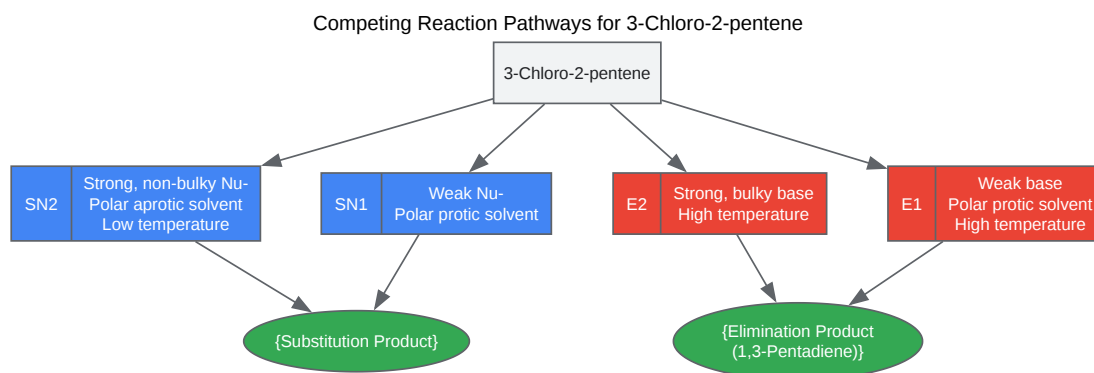 Competing Reaction Pathways for 3-Chloro-2-pentene
3-Chloro-2-pentene
SN2
Strong, non-bulky Nu-
Polar aprotic solvent
Low temperature
SN1
Weak Nu-
Polar protic solvent
E2
Strong, bulky base
High temperature
E1
Weak base
Polar protic solvent
High temperature
{Substitution Product}
{Elimination Product
(1,3-Pentadiene)}